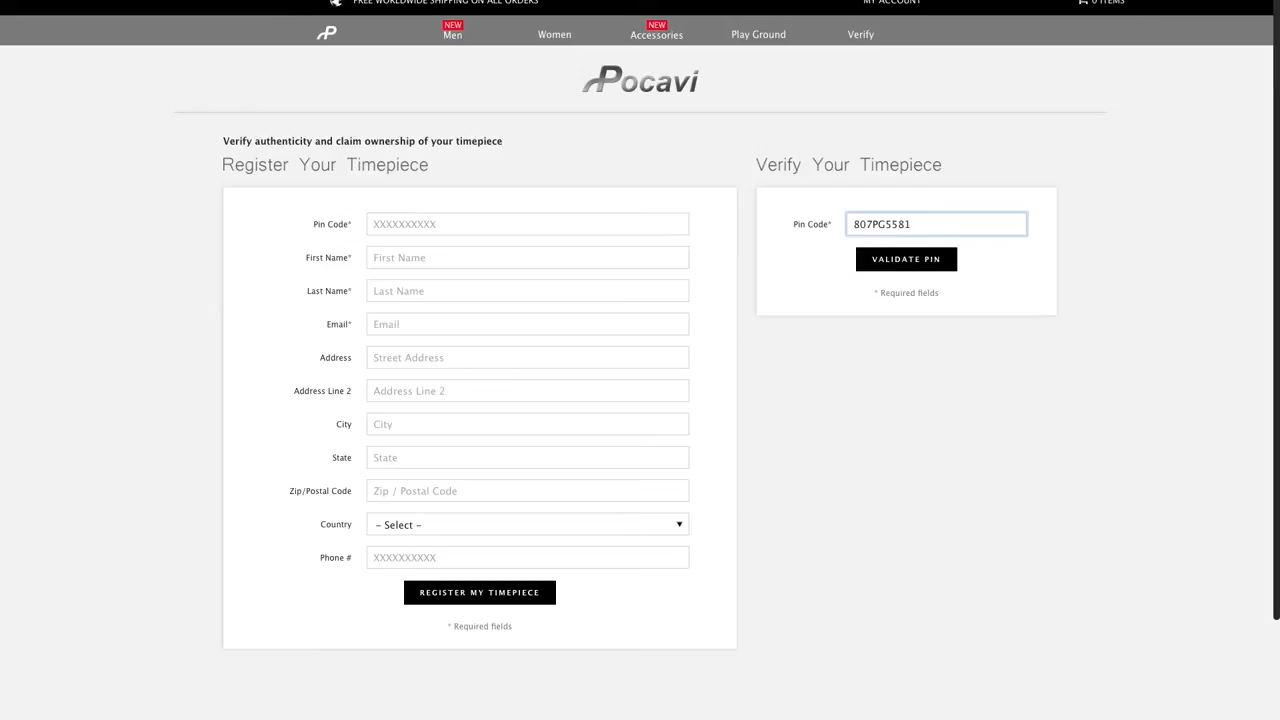 FREE WORLDWIDE SHIPPING ON ALL ORDERS
MY ACCOUNT
0 ITEMS
NEW
Men
Women
NEW
Accessories
Play Ground
Verify
Pocavi
Verify authenticity and claim ownership of your timepiece
Register Your Timepiece
Pin Code* XXXXXXXXXX
First Name* First Name
Last Name* Last Name
Email* Email
Address Street Address
Address Line 2 Address Line 2
City City
State State
Zip/Postal Code Zip / Postal Code
Country – Select –
Phone # XXXXXXXXXX
REGISTER MY TIMEPIECE
* Required fields
Verify Your Timepiece
Pin Code* 807PG5581
VALIDATE PIN
* Required fields